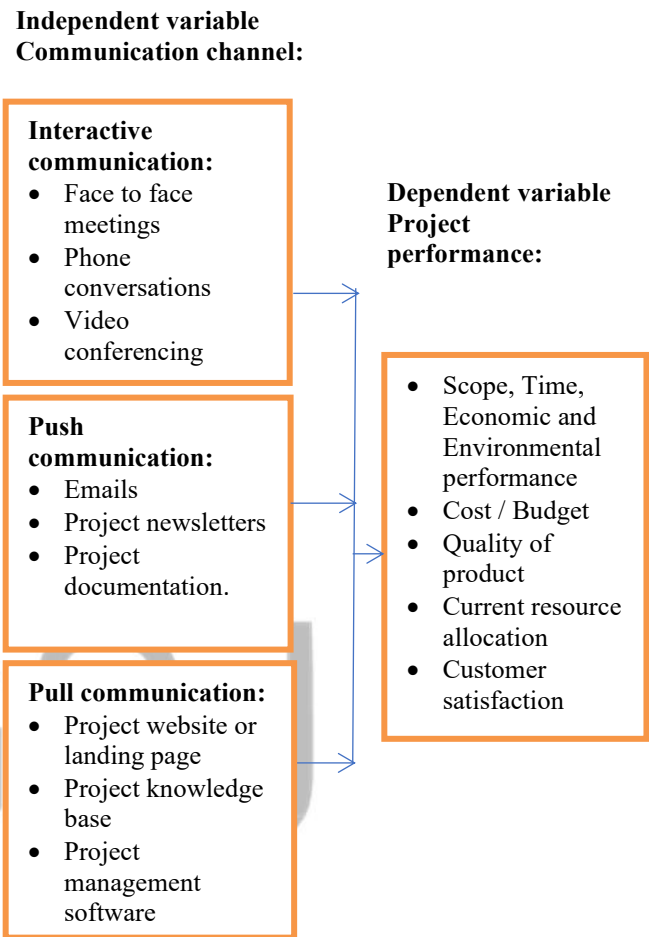 Independent variable
Communication channel:
Interactive
communication:
• Face to face
meetings
• Phone
conversations
• Video
conferencing
Push
communication:
• Emails
• Project newsletters
• Project
documentation.
Pull communication:
• Project website or
landing page
• Project knowledge
base
• Project
management
software
Dependent variable
Project
performance:
• Scope, Time,
Economic and
Environmental
performance
• Cost / Budget
• Quality of
product
• Current resource
allocation
• Customer
satisfaction